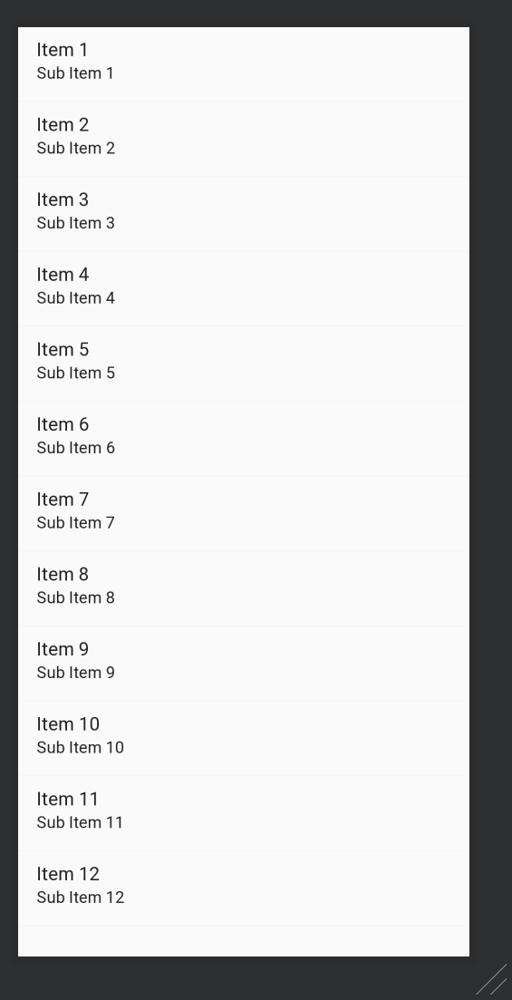 Item 1
Sub Item 1
Item 2
Sub Item 2
Item 3
Sub Item 3
Item 4
Sub Item 4
Item 5
Sub Item 5
Item 6
Sub Item 6
Item 7
Sub Item 7
Item 8
Sub Item 8
Item 9
Sub Item 9
Item 10
Sub Item 10
Item 11
Sub Item 11
Item 12
Sub Item 12